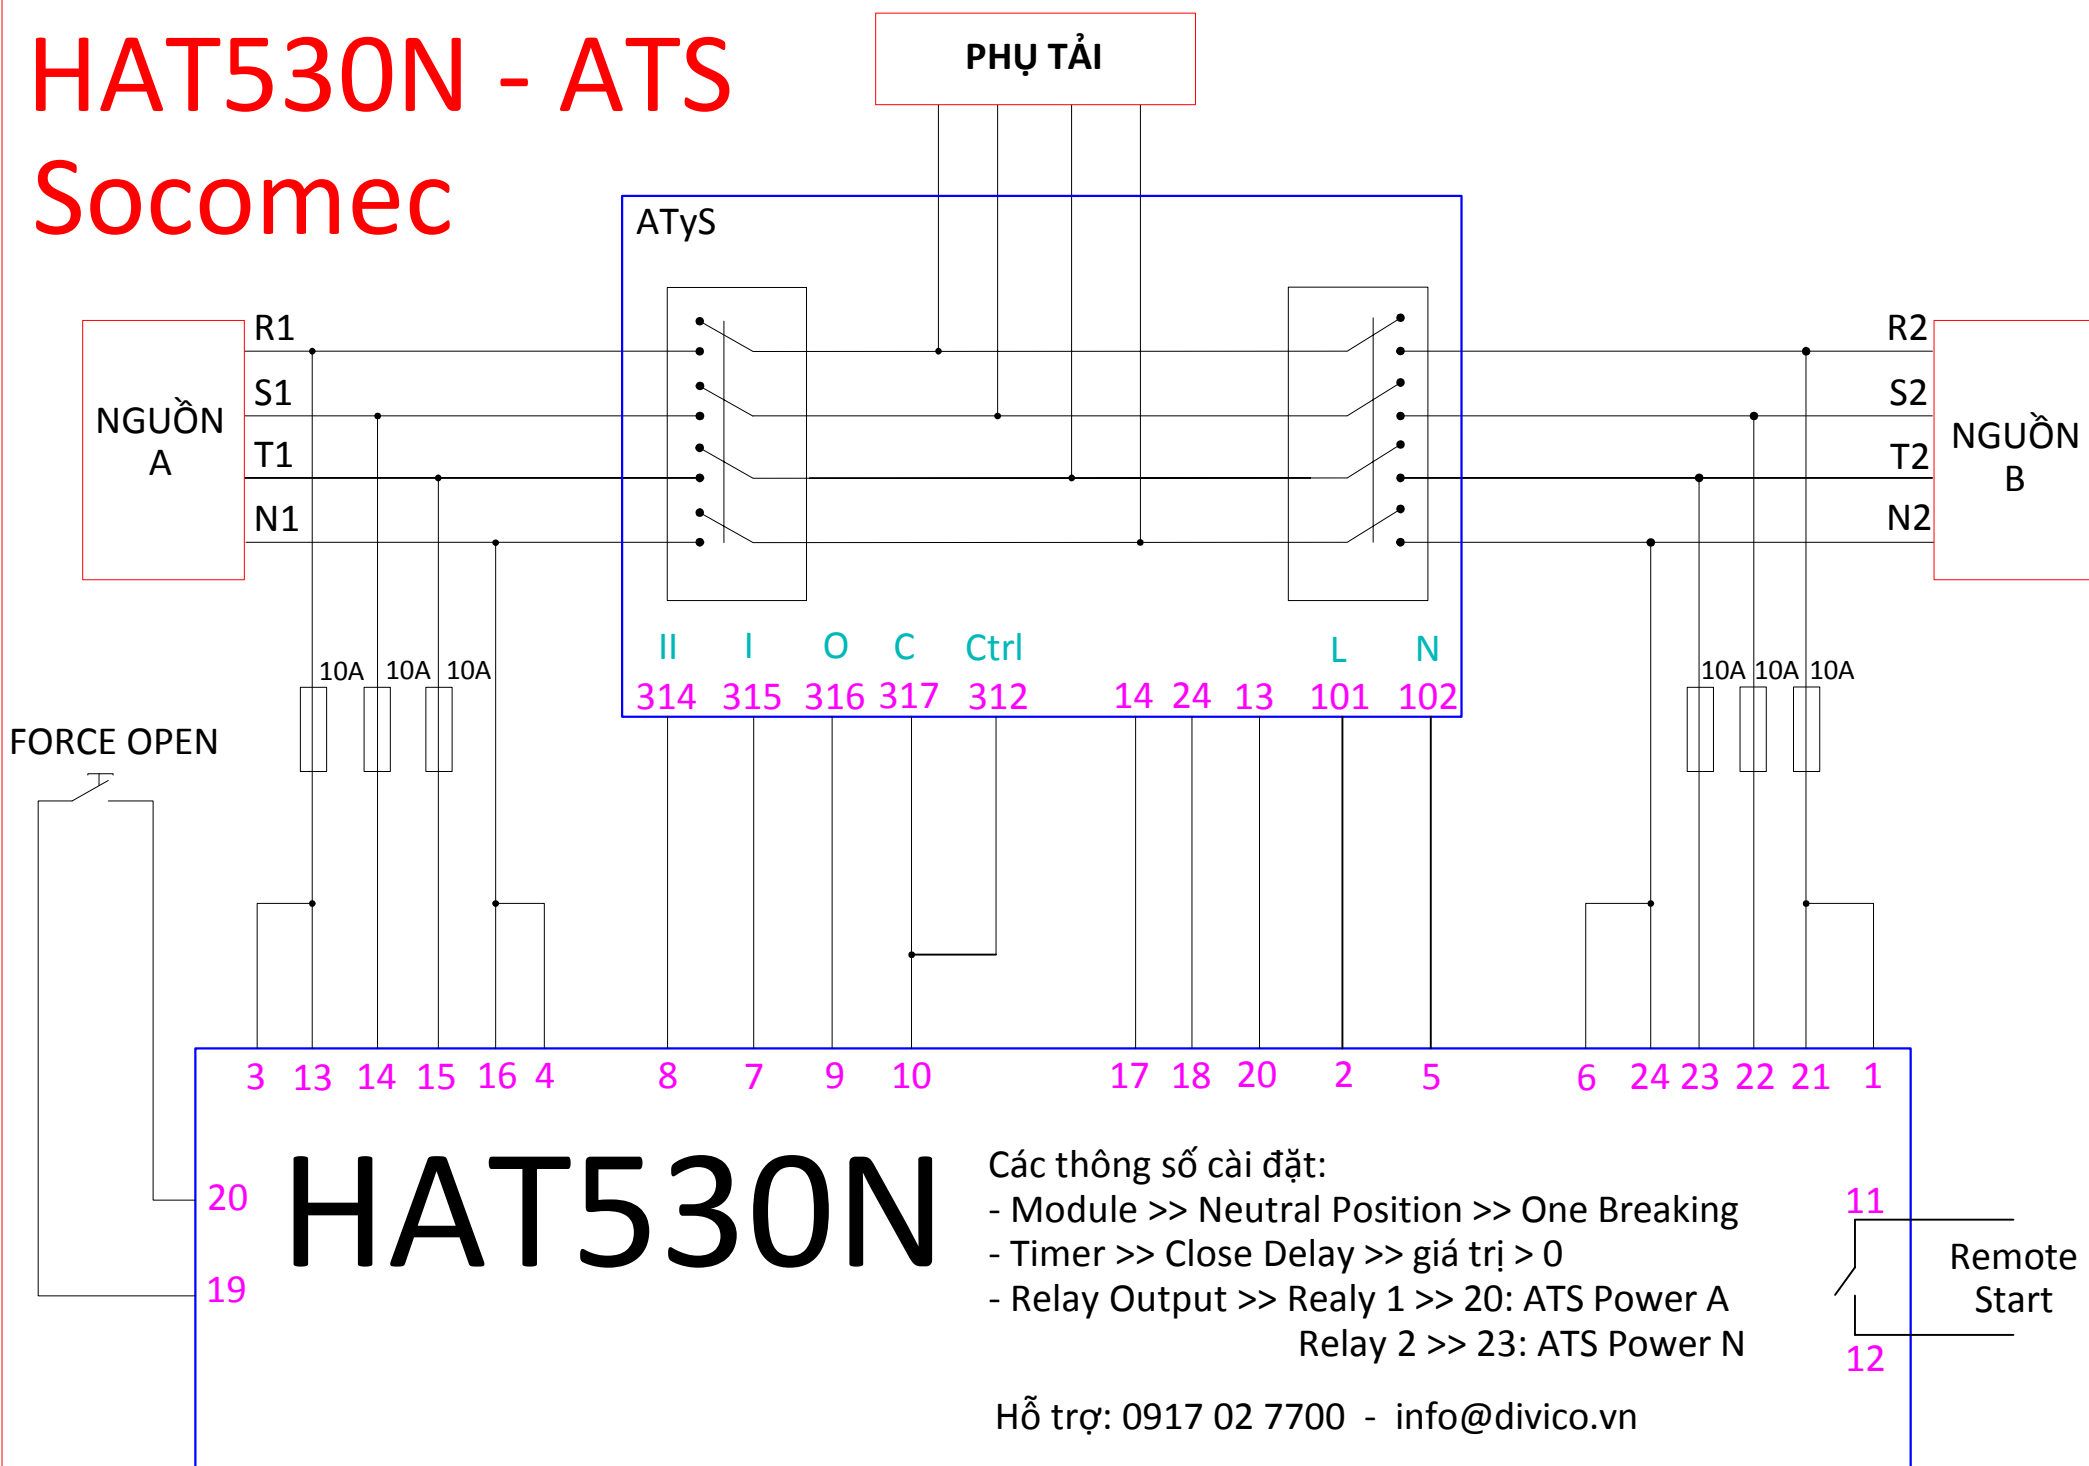 HAT530N - ATS
Socomec
PHỤ TẢI
ATyS
R1
S1
T1
N1
NGUỒN
A
R2
S2
T2
N2
NGUỒN
B
II I O C Ctrl L N
314 315 316 317 312 14 24 13 101 102
10A 10A 10A
10A 10A 10A
FORCE OPEN
3 13 14 15 16 4 8 7 9 10 17 18 20 2 5 6 24 23 22 21 1
20
19
HAT530N
Các thông số cài đặt:
- Module >> Neutral Position >> One Breaking
- Timer >> Close Delay >> giá trị > 0
- Relay Output >> Realy 1 >> 20: ATS Power A
Relay 2 >> 23: ATS Power N
11
Remote
Start
12
Hỗ trợ: 0917 02 7700 - info@divico.vn